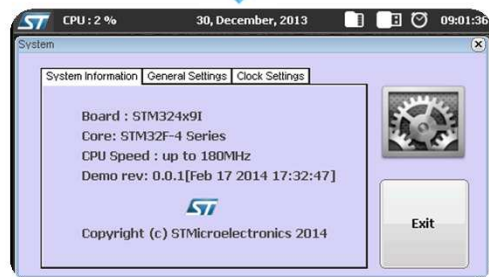 ST CPU : 2 % 30, December, 2013 09:01:36
System
System Information General Settings Clock Settings
Board : STM324x9I
Core: STM32F-4 Series
CPU Speed : up to 180MHz
Demo rev: 0.0.1[Feb 17 2014 17:32:47]
ST
Copyright (c) STMicroelectronics 2014
Exit